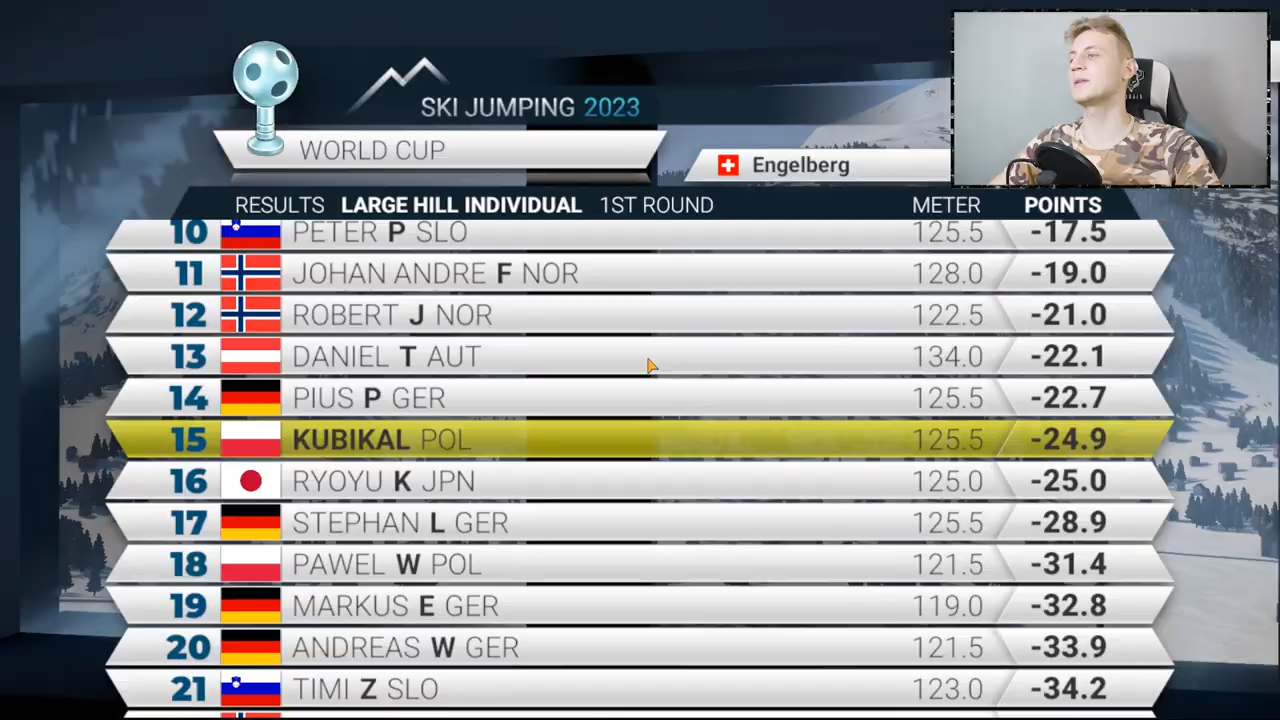 SKI JUMPING 2023
WORLD CUP
Engelberg
RESULTS LARGE HILL INDIVIDUAL 1ST ROUND METER POINTS
10 PETER P SLO 125.5 -17.5
11 JOHAN ANDRE F NOR 128.0 -19.0
12 ROBERT J NOR 122.5 -21.0
13 DANIEL T AUT 134.0 -22.1
14 PIUS P GER 125.5 -22.7
15 KUBIKAL POL 125.5 -24.9
16 RYOYU K JPN 125.0 -25.0
17 STEPHAN L GER 125.5 -28.9
18 PAWEL W POL 121.5 -31.4
19 MARKUS E GER 119.0 -32.8
20 ANDREAS W GER 121.5 -33.9
21 TIMI Z SLO 123.0 -34.2